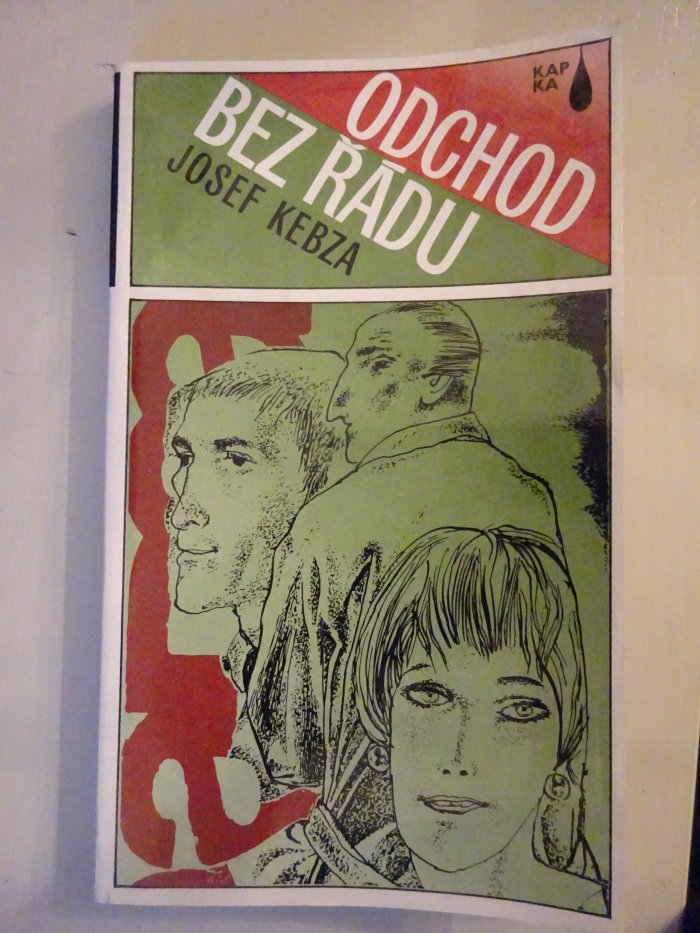 KAP
KA
ODCHOD
BEZ ŘÁDU
JOSEF KEBZA